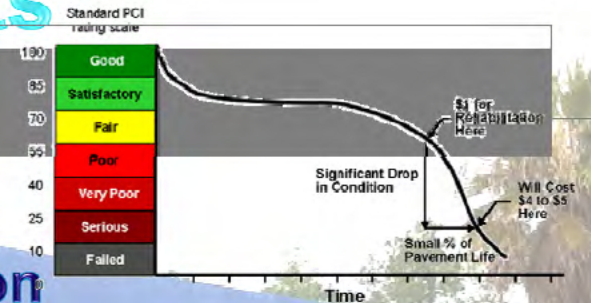 Standard PCI
rating scale
100
Good
85
Satisfactory
70
Fair
55
Poor
40
Very Poor
25
Serious
10
Failed
$1 for
Rehabilitation
Here
Significant Drop
in Condition
Will Cost
$4 to $5
Here
Small % of
Pavement Life
Time